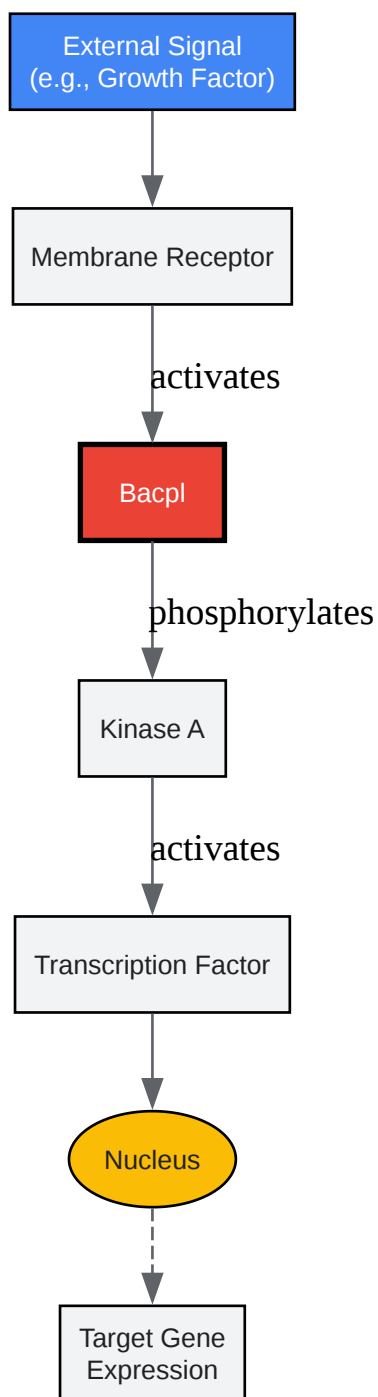 External Signal
(e.g., Growth Factor)
Membrane Receptor
activates
Bacpl
phosphorylates
Kinase A
activates
Transcription Factor
Nucleus
Target Gene
Expression